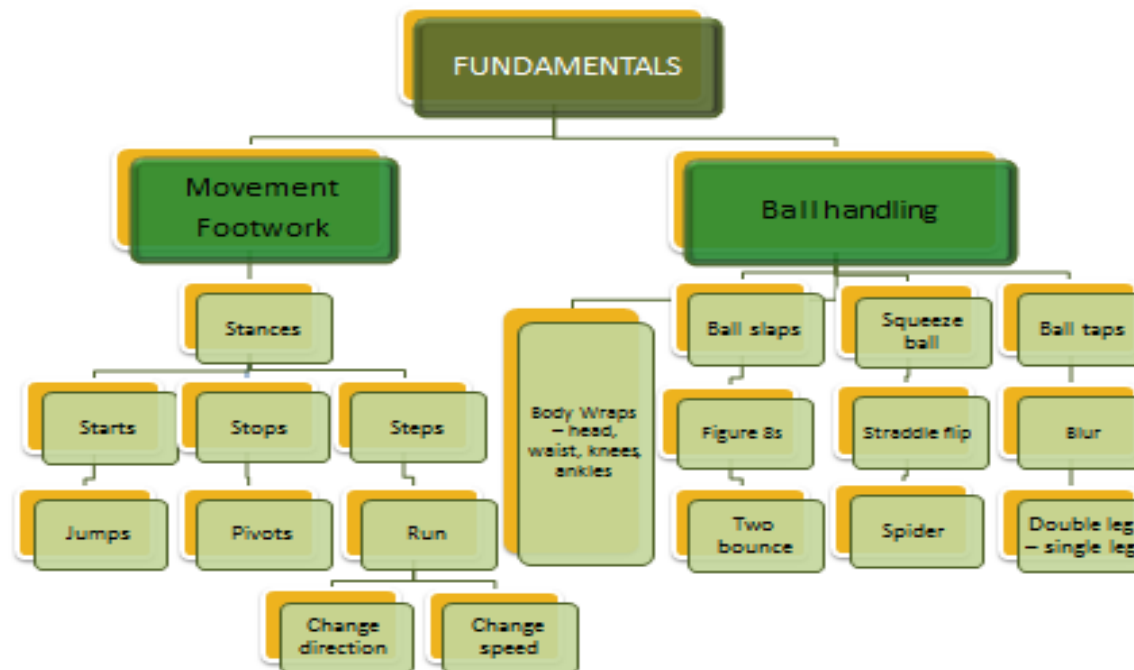 FUNDAMENTALS
Movement
Footwork
Ball handling
Stances
Starts
Stops
Steps
Jumps
Pivots
Run
Change
direction
Change
speed
Body Wraps
– head,
waist, knees,
ankles
Ball slaps
Squeeze
ball
Ball taps
Figure 8s
Straddle flip
Blur
Two
bounce
Spider
Double leg
– single leg